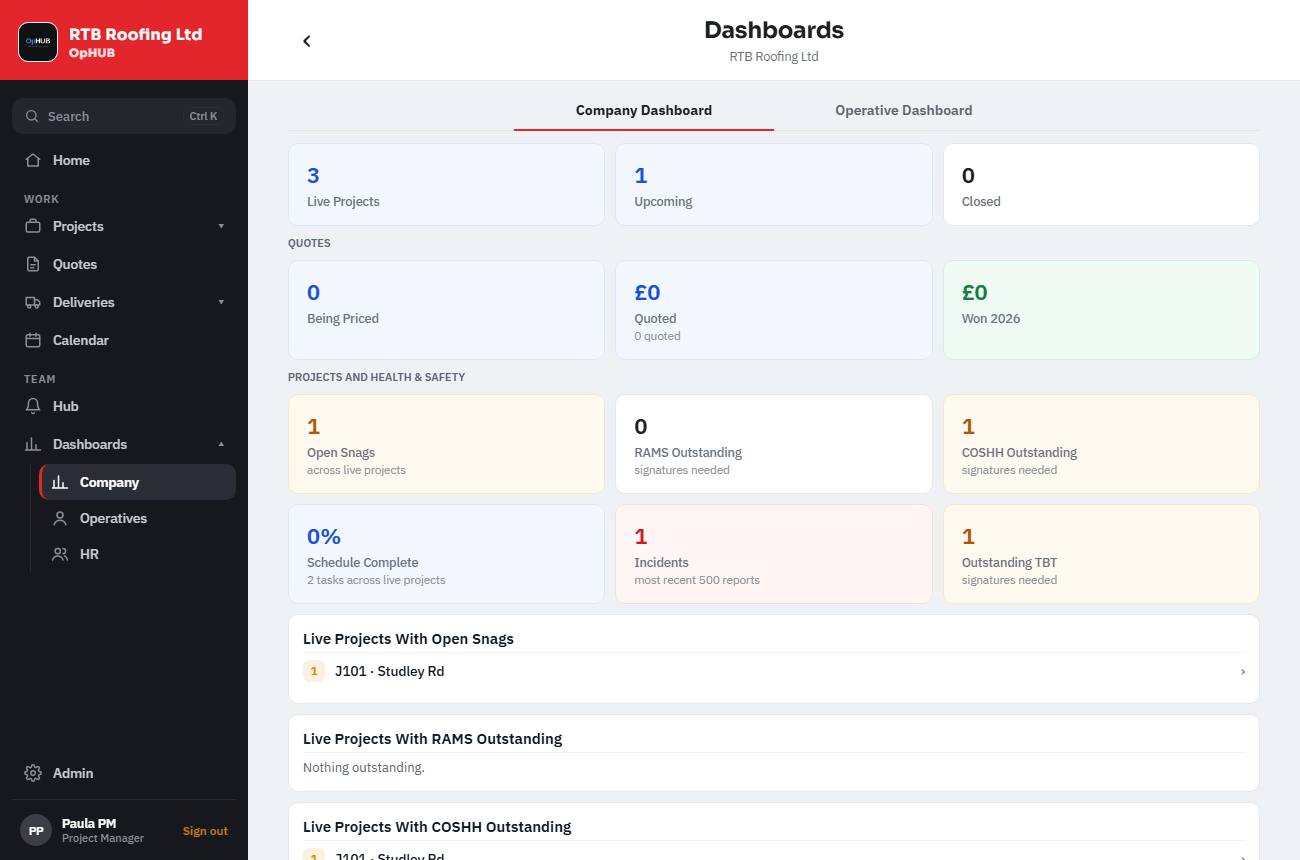 OpHUB
RTB Roofing Ltd
OpHUB
Search
Ctrl K
Home
WORK
Projects
Quotes
Deliveries
Calendar
TEAM
Hub
Dashboards
Company
Operatives
HR
Admin
PP
Paula PM
Project Manager
Sign out
Dashboards
RTB Roofing Ltd
Company Dashboard
Operative Dashboard
3
Live Projects
1
Upcoming
0
Closed
QUOTES
0
Being Priced
£0
Quoted
0 quoted
£0
Won 2026
PROJECTS AND HEALTH & SAFETY
1
Open Snags
across live projects
0
RAMS Outstanding
signatures needed
1
COSHH Outstanding
signatures needed
0%
Schedule Complete
2 tasks across live projects
1
Incidents
most recent 500 reports
1
Outstanding TBT
signatures needed
Live Projects With Open Snags
1 J101 · Studley Rd
Live Projects With RAMS Outstanding
Nothing outstanding.
Live Projects With COSHH Outstanding
1 J101 · Studley Rd